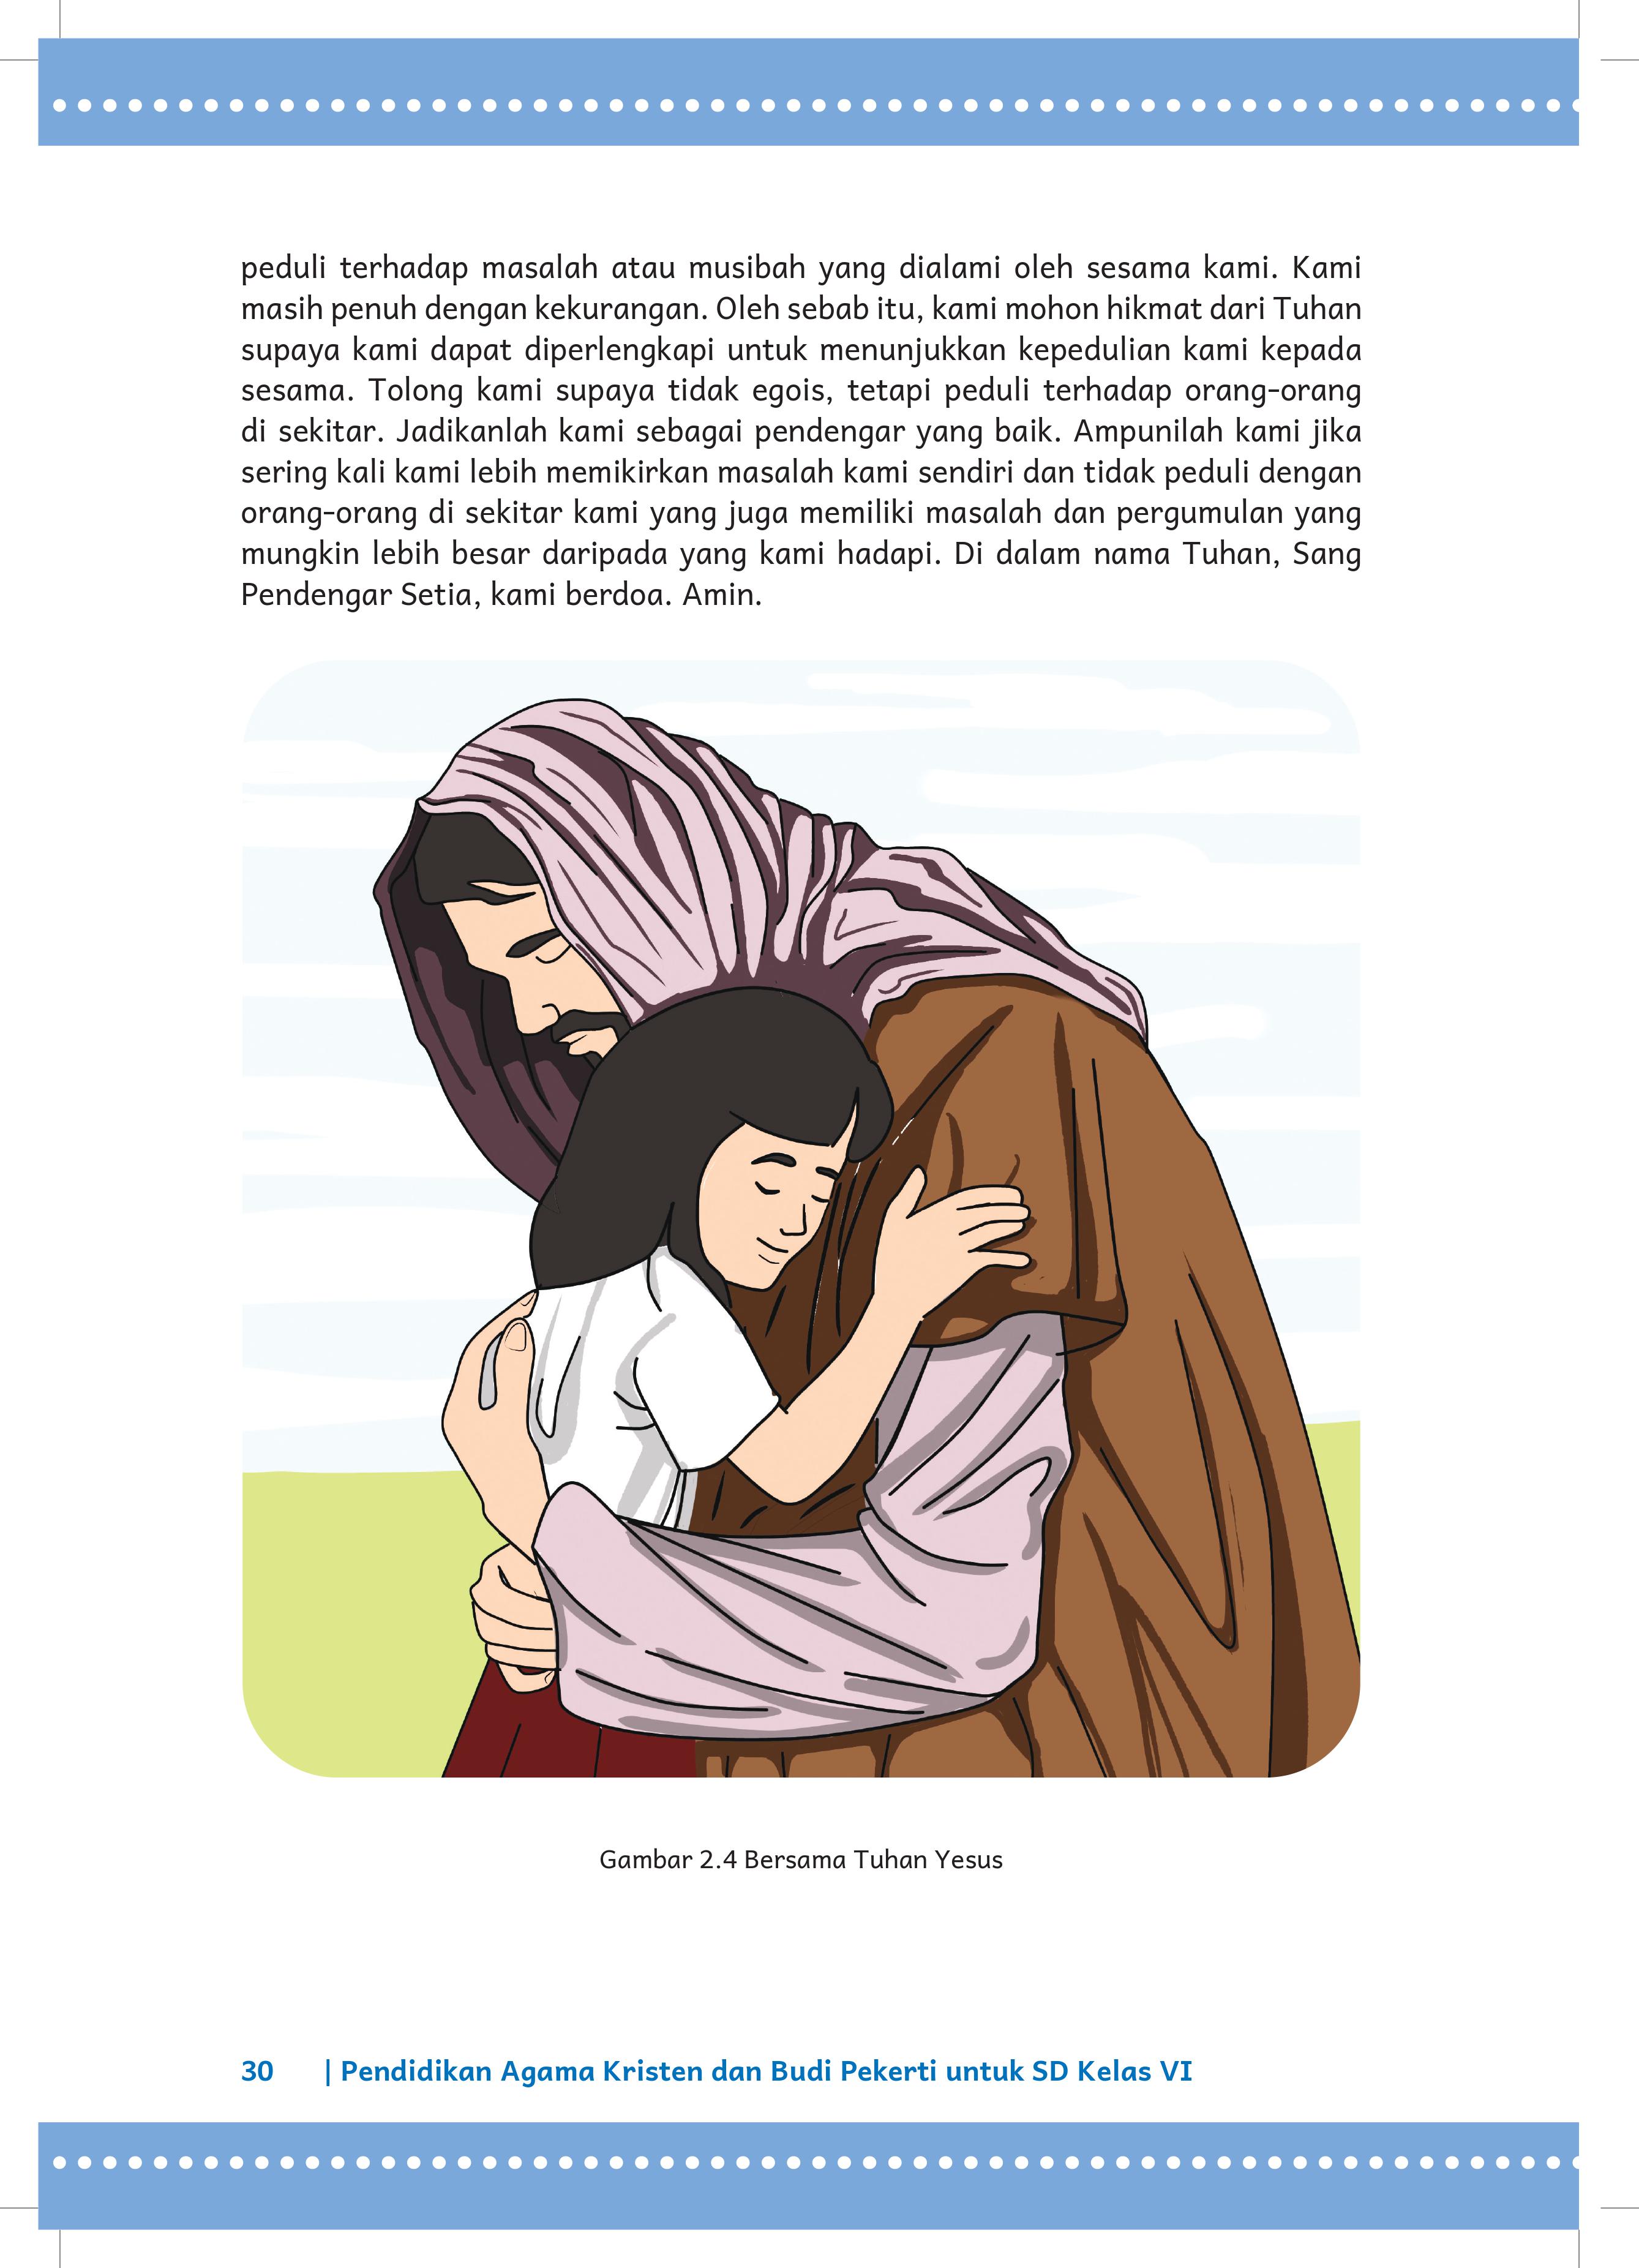 peduli terhadap masalah atau musibah yang dialami oleh sesama kami. Kami
masih penuh dengan kekurangan. Oleh sebab itu, kami mohon hikmat dari Tuhan
supaya kami dapat diperlengkapi untuk menunjukkan kepedulian kami kepada
sesama. Tolong kami supaya tidak egois, tetapi peduli terhadap orang-orang
di sekitar. Jadikanlah kami sebagai pendengar yang baik. Ampunilah kami jika
sering kali kami lebih memikirkan masalah kami sendiri dan tidak peduli dengan
orang-orang di sekitar kami yang juga memiliki masalah dan pergumulan yang
mungkin lebih besar daripada yang kami hadapi. Di dalam nama Tuhan, Sang
Pendengar Setia, kami berdoa. Amin.
Gambar 2.4 Bersama Tuhan Yesus
30 | Pendidikan Agama Kristen dan Budi Pekerti untuk SD Kelas VI